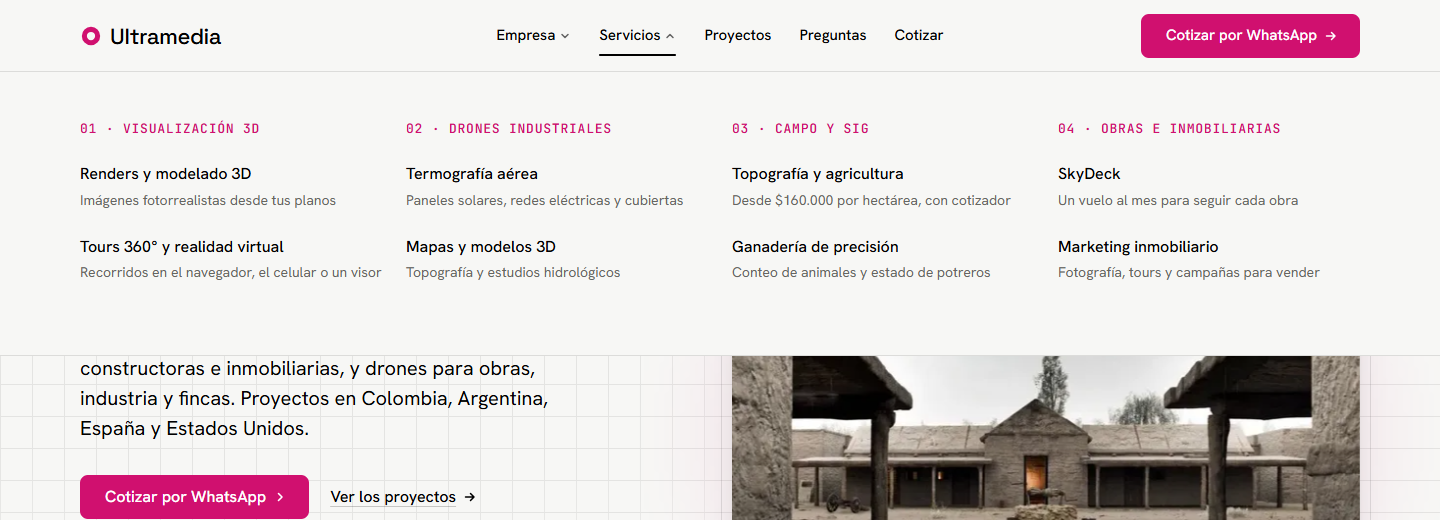 Ultramedia
Empresa
Servicios
Proyectos
Preguntas
Cotizar
Cotizar por WhatsApp →
01 · VISUALIZACIÓN 3D
Renders y modelado 3D
Imágenes fotorrealistas desde tus planos
Tours 360° y realidad virtual
Recorridos en el navegador, el celular o un visor
02 · DRONES INDUSTRIALES
Termografía aérea
Paneles solares, redes eléctricas y cubiertas
Mapas y modelos 3D
Topografía y estudios hidrológicos
03 · CAMPO Y SIG
Topografía y agricultura
Desde $160.000 por hectárea, con cotizador
Ganadería de precisión
Conteo de animales y estado de potreros
04 · OBRAS E INMOBILIARIAS
SkyDeck
Un vuelo al mes para seguir cada obra
Marketing inmobiliario
Fotografía, tours y campañas para vender
constructoras e inmobiliarias, y drones para obras,
industria y fincas. Proyectos en Colombia, Argentina,
España y Estados Unidos.
Cotizar por WhatsApp
Ver los proyectos →